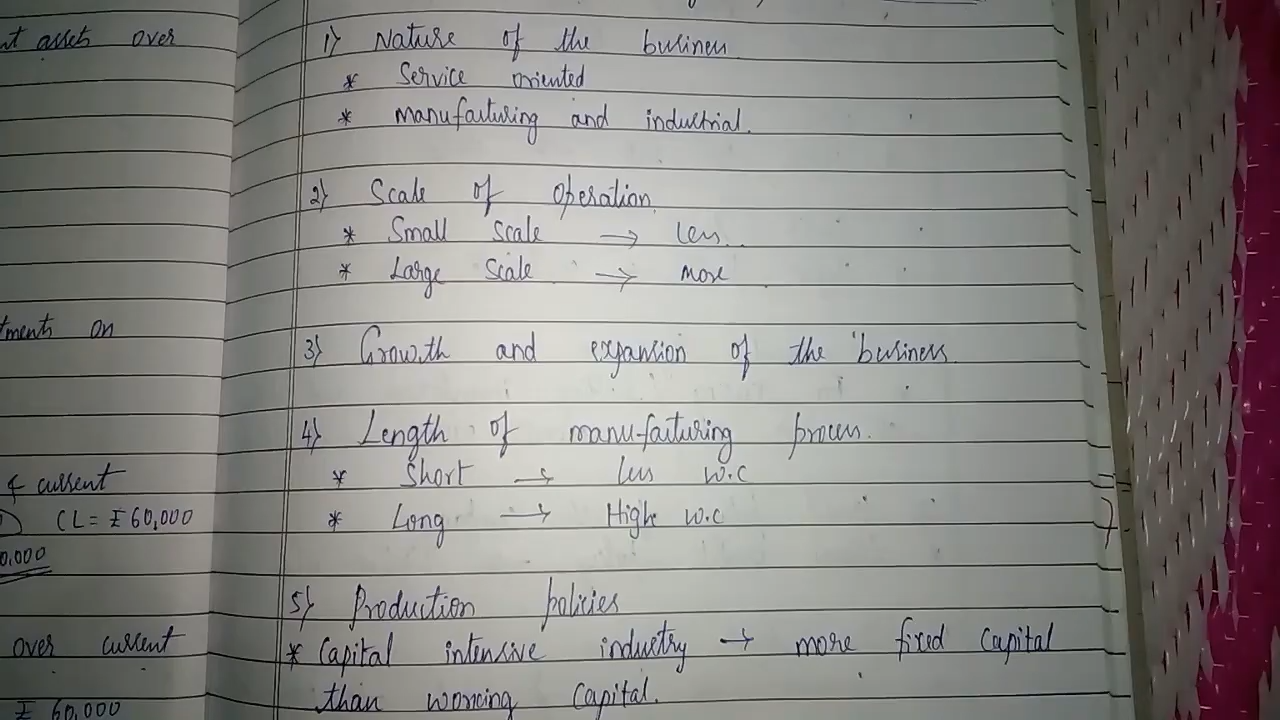 nt assets over
tments on
& current
CL = ₹60,000
0,000
over current
₹ 60,000
1) Nature of the business
* Service oriented
* manufacturing and industrial.
2) Scale of Operation
* Small Scale → less.
* Large Scale → more
3) Growth and expansion of the business.
4) Length of manufacturing process.
* Short → less W.C
* Long → High W.C
5) Production policies
* Capital intensive industry → more fixed Capital
than working Capital.